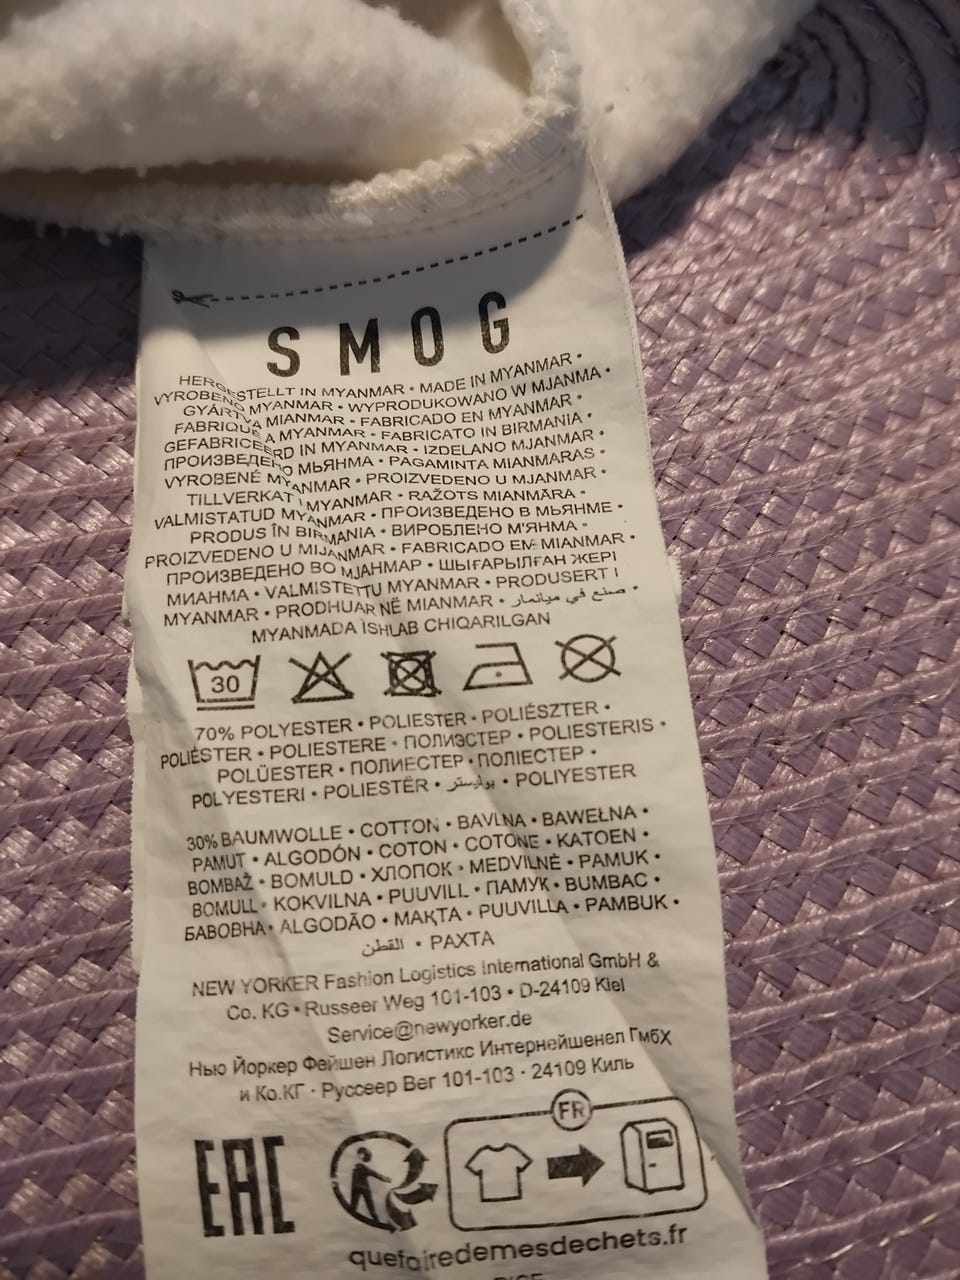 SMOG
HERGESTELLT IN MYANMAR • MADE IN MYANMAR •
VYROBENO MYANMAR • WYPRODUKOWANO W MJANMA •
GYÁRTVA MIANMAR • FABRICADO EN MYANMAR •
FABRIQUÉ A MYANMAR • FABRICATO IN BIRMANIA •
GEFABRICEERD IN MYANMAR • IZDELANO MJANMAR •
ПРОИЗВЕДЕНО МЬЯНМА • PAGAMINTA MIANMARAS •
VYROBENÉ MYANMAR • PROIZVEDENO U MJANMAR •
TILLVERKAT I MYANMAR • RAŽOTS MIANMĀRA •
VALMISTATUD MYANMAR • ПРОИЗВЕДЕНО В МЬЯНМЕ •
PRODUS ÎN BIRMANIA • ВИРОБЛЕНО М'ЯНМА •
PROIZVEDENO U MIJANMAR • FABRICADO EM MIANMAR •
ПРОИЗВЕДЕНО ВО МЈАНМАР • ШЫҒАРЫЛҒАН ЖЕРІ
МИАНМА • VALMISTETTU MYANMAR • PRODUSERT I
MYANMAR • PRODHUAR NË MIANMAR • صنع في ميانمار •
MYANMADA ISHLAB CHIQARILGAN
30
70% POLYESTER • POLIESTER • POLIÉSZTER •
POLIÉSTER • POLIESTERE • ПОЛИЭСТЕР • POLIESTERIS •
POLÜESTER • ПОЛИЕСТЕР • ПОЛІЕСТЕР •
POLYESTERI • POLIESTËR • بوليستر • POLIYESTER
30% BAUMWOLLE • COTTON • BAVLNA • BAWEŁNA •
PAMUT • ALGODÓN • COTON • COTONE • KATOEN •
BOMBAŽ • BOMULD • ХЛОПОК • MEDVILNĖ • PAMUK •
BOMULL • KOKVILNA • PUUVILL • ПАМУК • BUMBAC •
БАВОВНА • ALGODÃO • МАҚТА • PUUVILLA • PAMBUK •
القطن • PAXTA
NEW YORKER Fashion Logistics International GmbH &
Co. KG • Russeer Weg 101-103 • D-24109 Kiel
Service@newyorker.de
Нью Йоркер Фейшен Логистикс Интернейшенел ГмбХ
и Ко.КГ • Руссеер Вег 101-103 • 24109 Киль
EAC
FR
quefairedemesdechets.fr